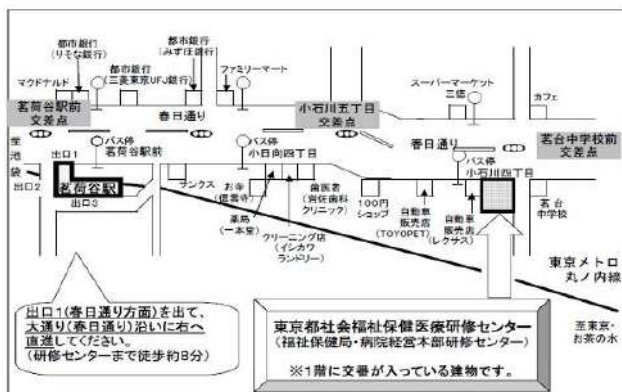 都市銀行
(りそな銀行)
都市銀行
(みずほ銀行)
マクドナルド
都市銀行
(三菱東京UFJ銀行)
ファミリーマート
スーパーマーケット
三徳
カフェ
茗荷谷駅前
交差点
春日通り
小石川五丁目
交差点
春日通り
茗台中学校前
交差点
至池袋
出口1
バス停
茗荷谷駅前
バス停
小日向四丁目
バス停
小石川四丁目
出口2
茗荷谷駅
出口3
サンクス
お寺
薬局
(一本堂)
クリーニング店
(イシカワ
ランドリー)
歯医者
(岩佐歯科
クリニック)
100円
ショップ
自動車
販売店
(TOYOPET)
自動車
販売店
(レクサス)
茗台
中学校
東京メトロ
丸ノ内線
至東京・
お茶の水
出口1(春日通り方面)を出て、
大通り(春日通り)沿いに右へ
直進してください。
(研修センターまで徒歩約8分)
東京都社会福祉保健医療研修センター
(福祉保健局・病院経営本部研修センター)
※1階に交番が入っている建物です。